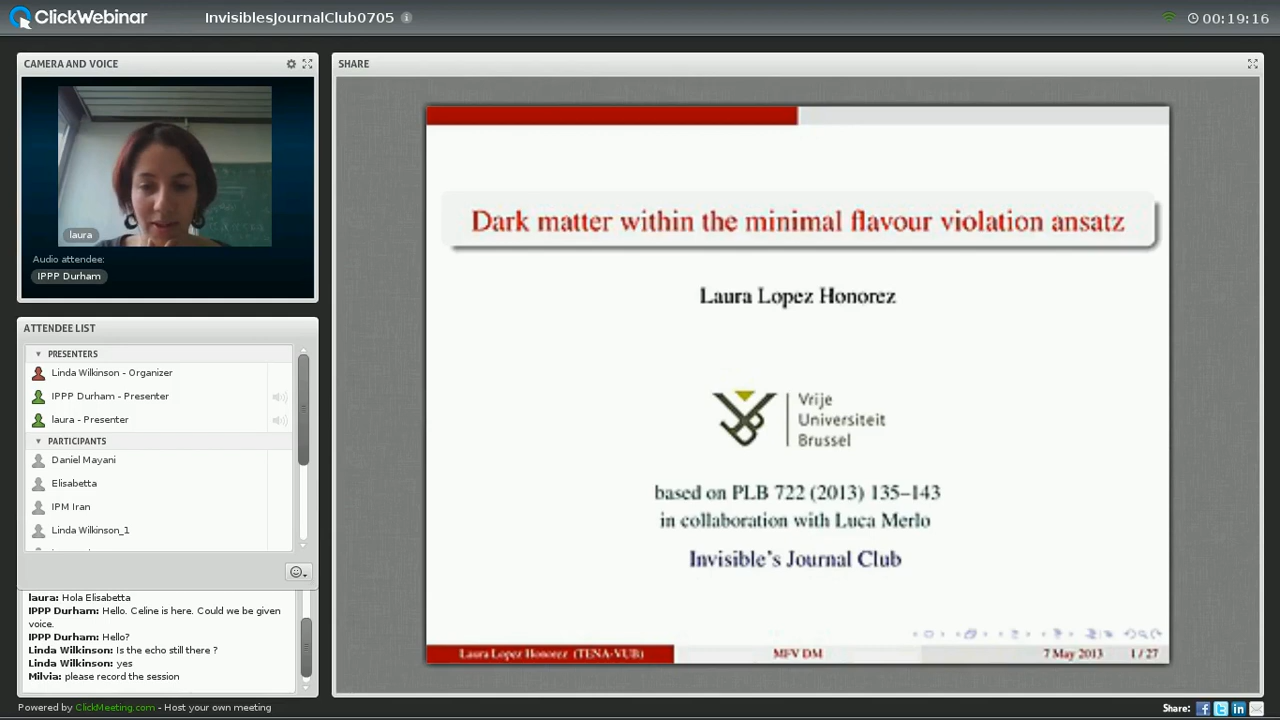 ClickWebinar
InvisiblesJournalClub0705
00:19:16
CAMERA AND VOICE
laura
Audio attendee:
IPPP Durham
ATTENDEE LIST
PRESENTERS
Linda Wilkinson - Organizer
IPPP Durham - Presenter
laura - Presenter
PARTICIPANTS
Daniel Mayani
Elisabetta
IPM Iran
Linda Wilkinson_1
laura: Hola Elisabetta
IPPP Durham: Hello. Celine is here. Could we be given
voice.
IPPP Durham: Hello?
Linda Wilkinson: Is the echo still there ?
Linda Wilkinson: yes
Milvia: please record the session
SHARE
Dark matter within the minimal flavour violation ansatz
Laura Lopez Honorez
Vrije
Universiteit
Brussel
based on PLB 722 (2013) 135–143
in collaboration with Luca Merlo
Invisible's Journal Club
Laura Lopez Honorez (TENA-VUB)
MFV DM
7 May 2013
1 / 27
Powered by ClickMeeting.com - Host your own meeting
Share: